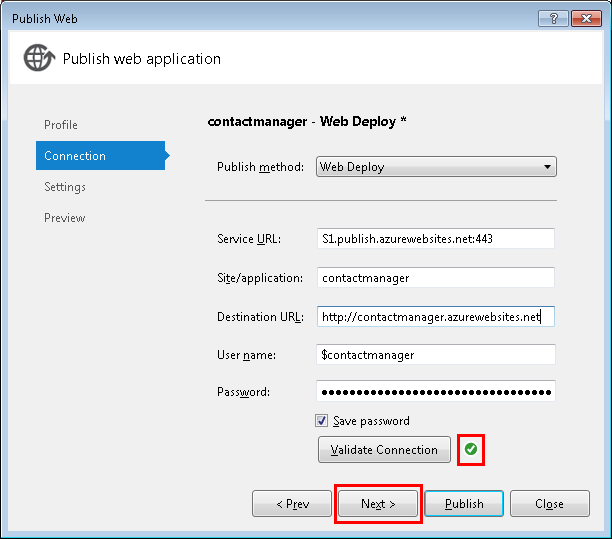 Publish Web
Publish web application
Profile
Connection
Settings
Preview
contactmanager - Web Deploy *
Publish method: Web Deploy
Service URL: S1.publish.azurewebsites.net:443
Site/application: contactmanager
Destination URL: http://contactmanager.azurewebsites.net
User name: $contactmanager
Password: ••••••••••••••••••••••••••••••••••
Save password
Validate Connection
< Prev Next > Publish Close